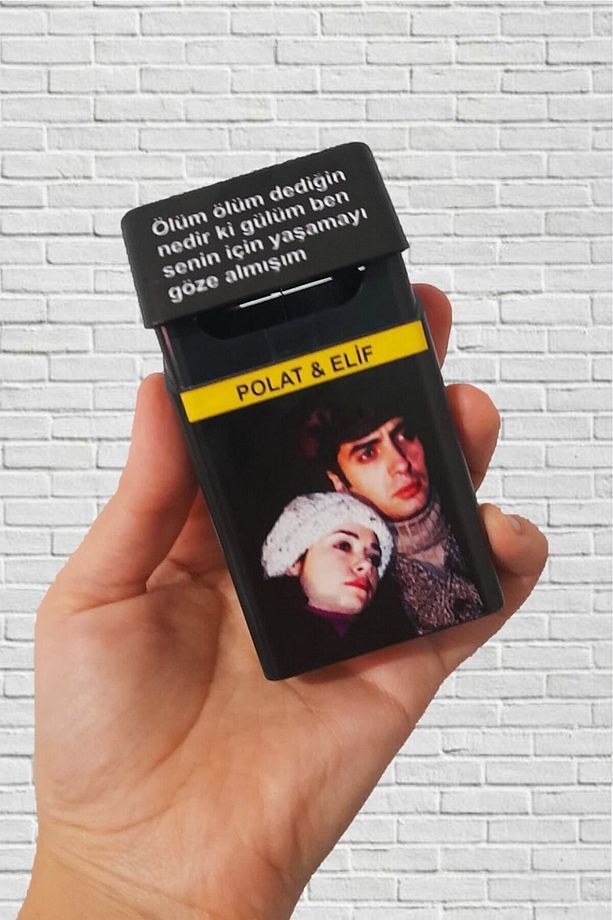 Ölüm ölüm dediğin
nedir ki gülüm ben
senin için yaşamayı
göze almışım
POLAT & ELİF